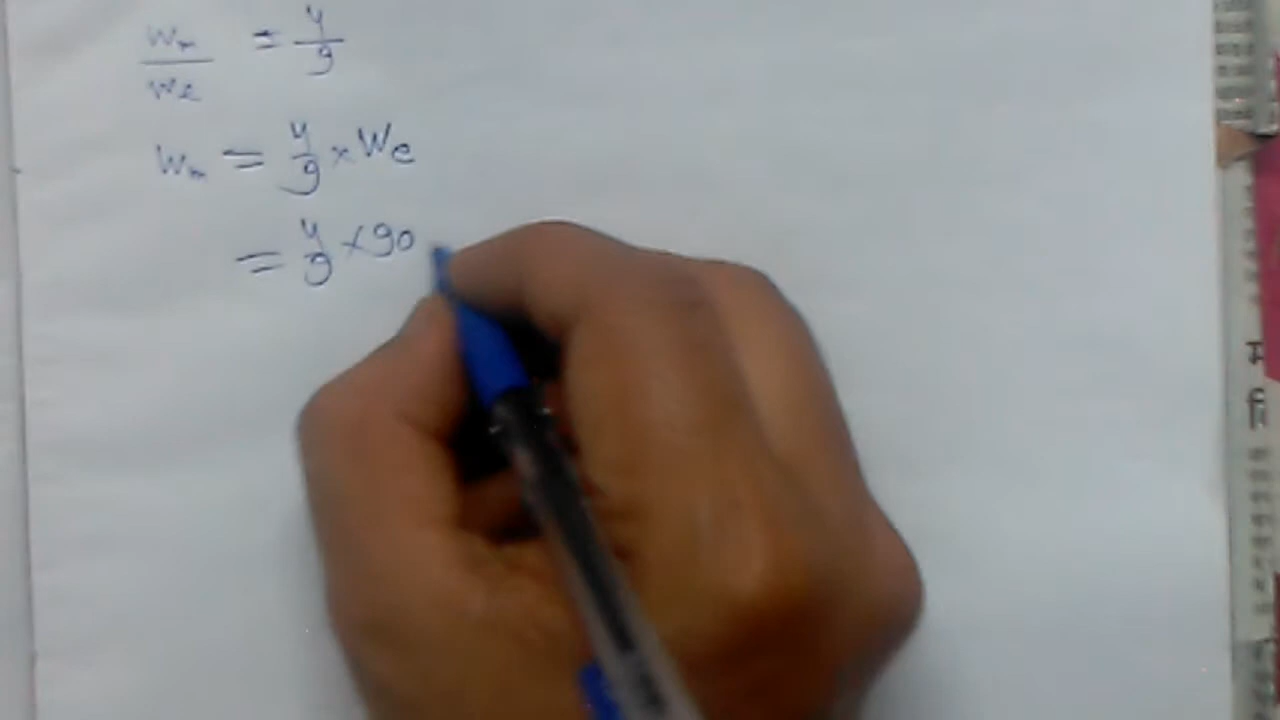 Wm/We = 4/9
Wm = 4/9 × We
= 4/9 × 90